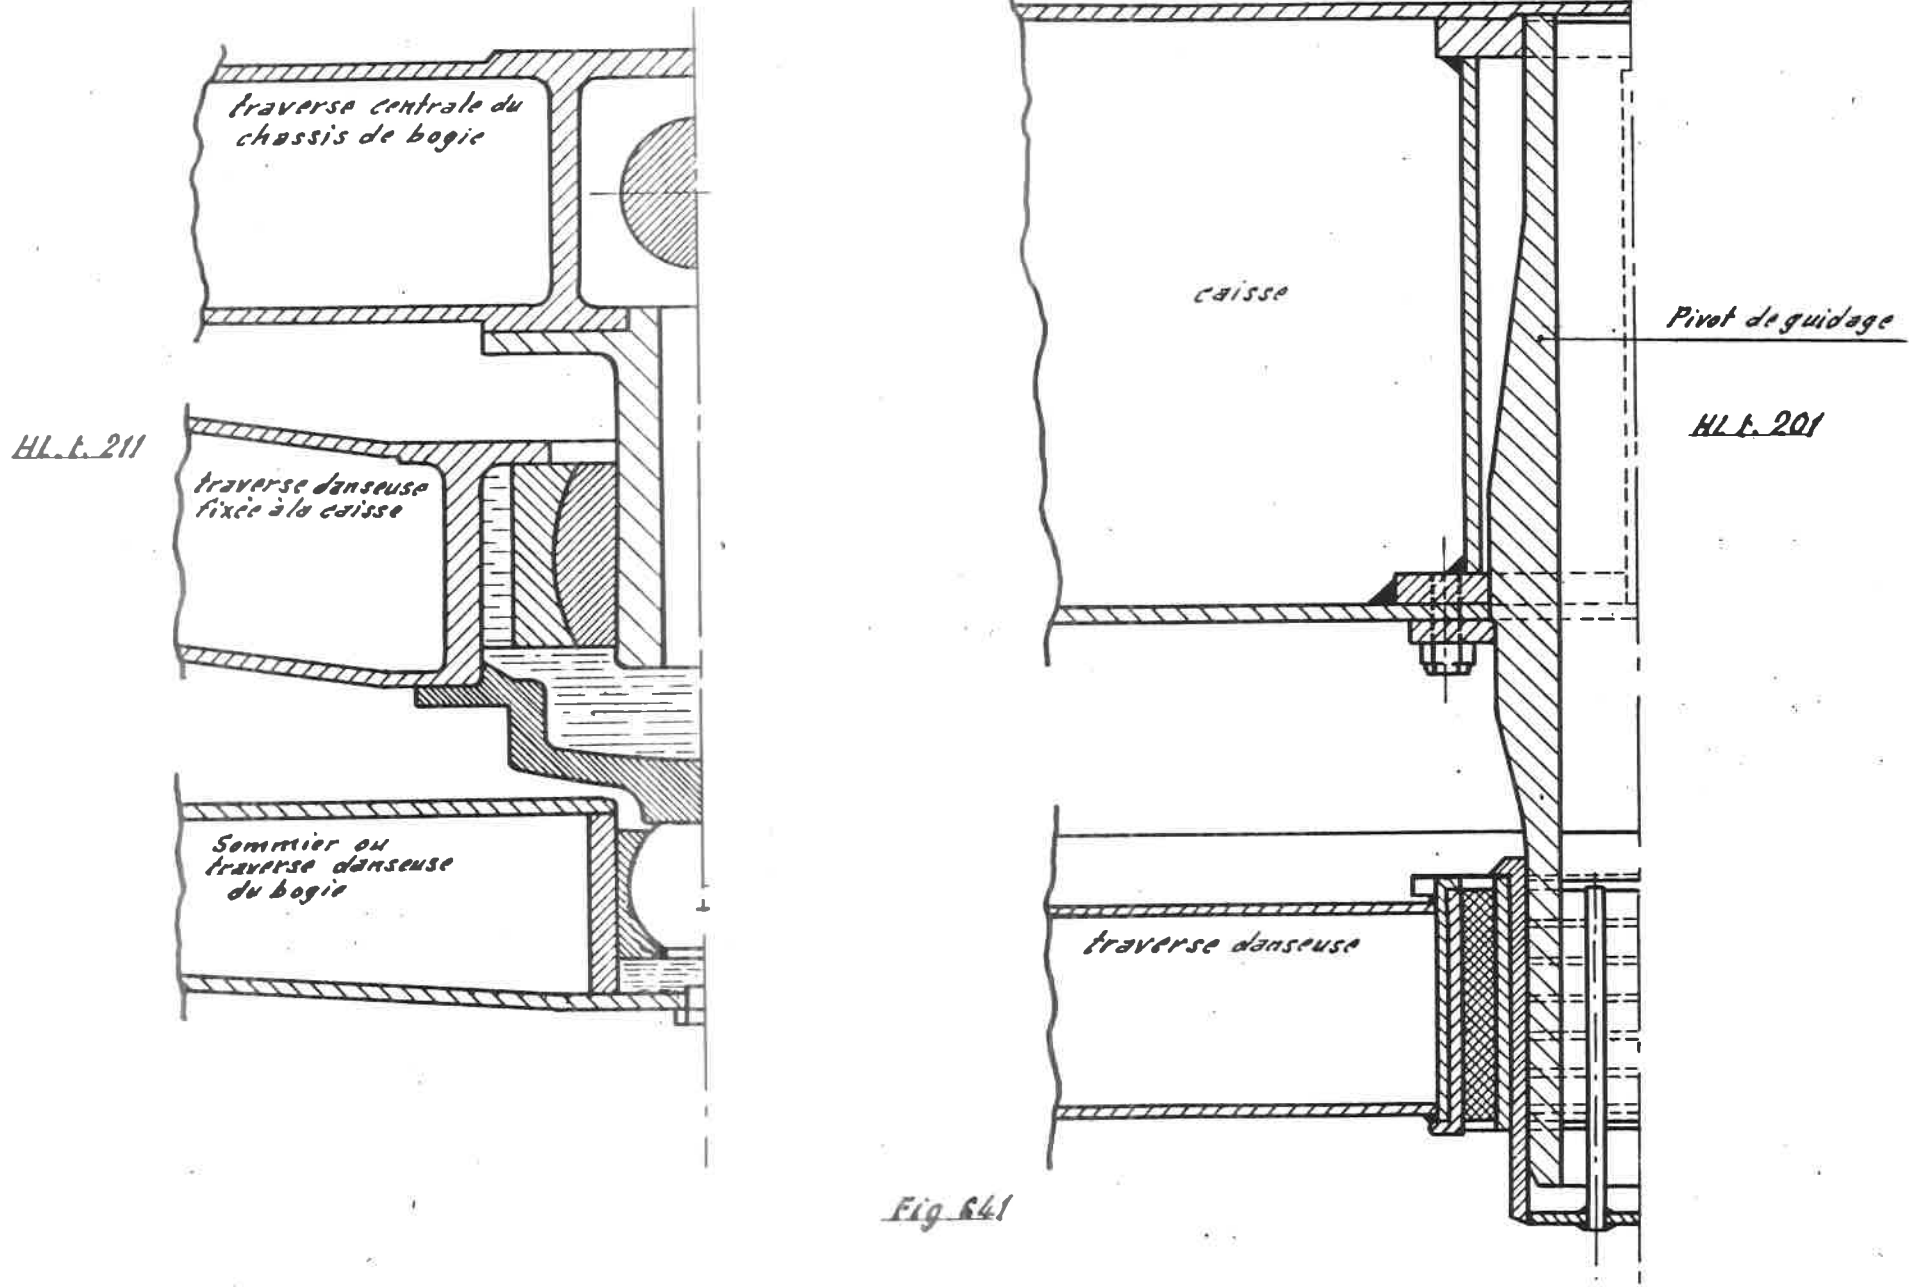 traverse centrale du
chassis de bogie
HL. t. 211
traverse danseuse
fixée à la caisse
Sommier ou
traverse danseuse
du bogie
caisse
Pivot de guidage
HL t. 201
traverse danseuse
Fig 641